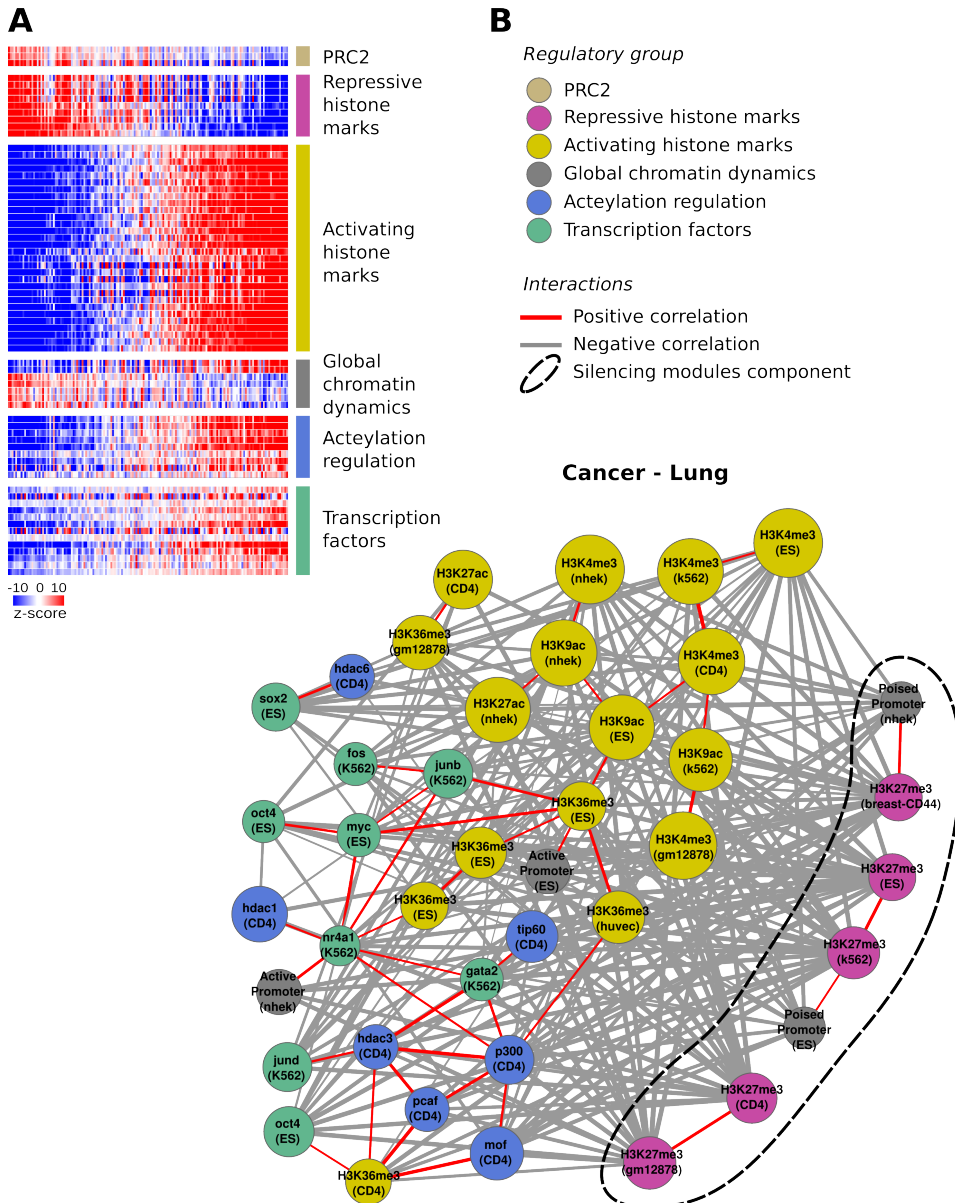 A
PRC2
Repressive
histone
marks
Activating
histone
marks
Global
chromatin
dynamics
Acteylation
regulation
Transcription
factors
-10 0 10
z-score
B
Regulatory group
PRC2
Repressive histone marks
Activating histone marks
Global chromatin dynamics
Acteylation regulation
Transcription factors
Interactions
Positive correlation
Negative correlation
Silencing modules component
Cancer - Lung
H3K4me3
(ES)
H3K4me3
(nhek)
H3K4me3
(k562)
H3K27ac
(CD4)
H3K36me3
(gm12878)
H3K9ac
(nhek)
H3K4me3
(CD4)
hdac6
(CD4)
sox2
(ES)
H3K27ac
(nhek)
H3K9ac
(ES)
Poised
Promoter
(nhek)
fos
(K562)
junb
(K562)
H3K9ac
(k562)
H3K27me3
(breast-CD44)
oct4
(ES)
myc
(ES)
H3K36me3
(ES)
H3K4me3
(gm12878)
H3K36me3
(ES)
Active
Promoter
(ES)
H3K27me3
(ES)
hdac1
(CD4)
H3K36me3
(ES)
H3K36me3
(huvec)
nr4a1
(K562)
tip60
(CD4)
H3K27me3
(k562)
Active
Promoter
(nhek)
gata2
(K562)
Poised
Promoter
(ES)
jund
(K562)
hdac3
(CD4)
p300
(CD4)
pcaf
(CD4)
H3K27me3
(CD4)
oct4
(ES)
mof
(CD4)
H3K27me3
(gm12878)
H3K36me3
(CD4)